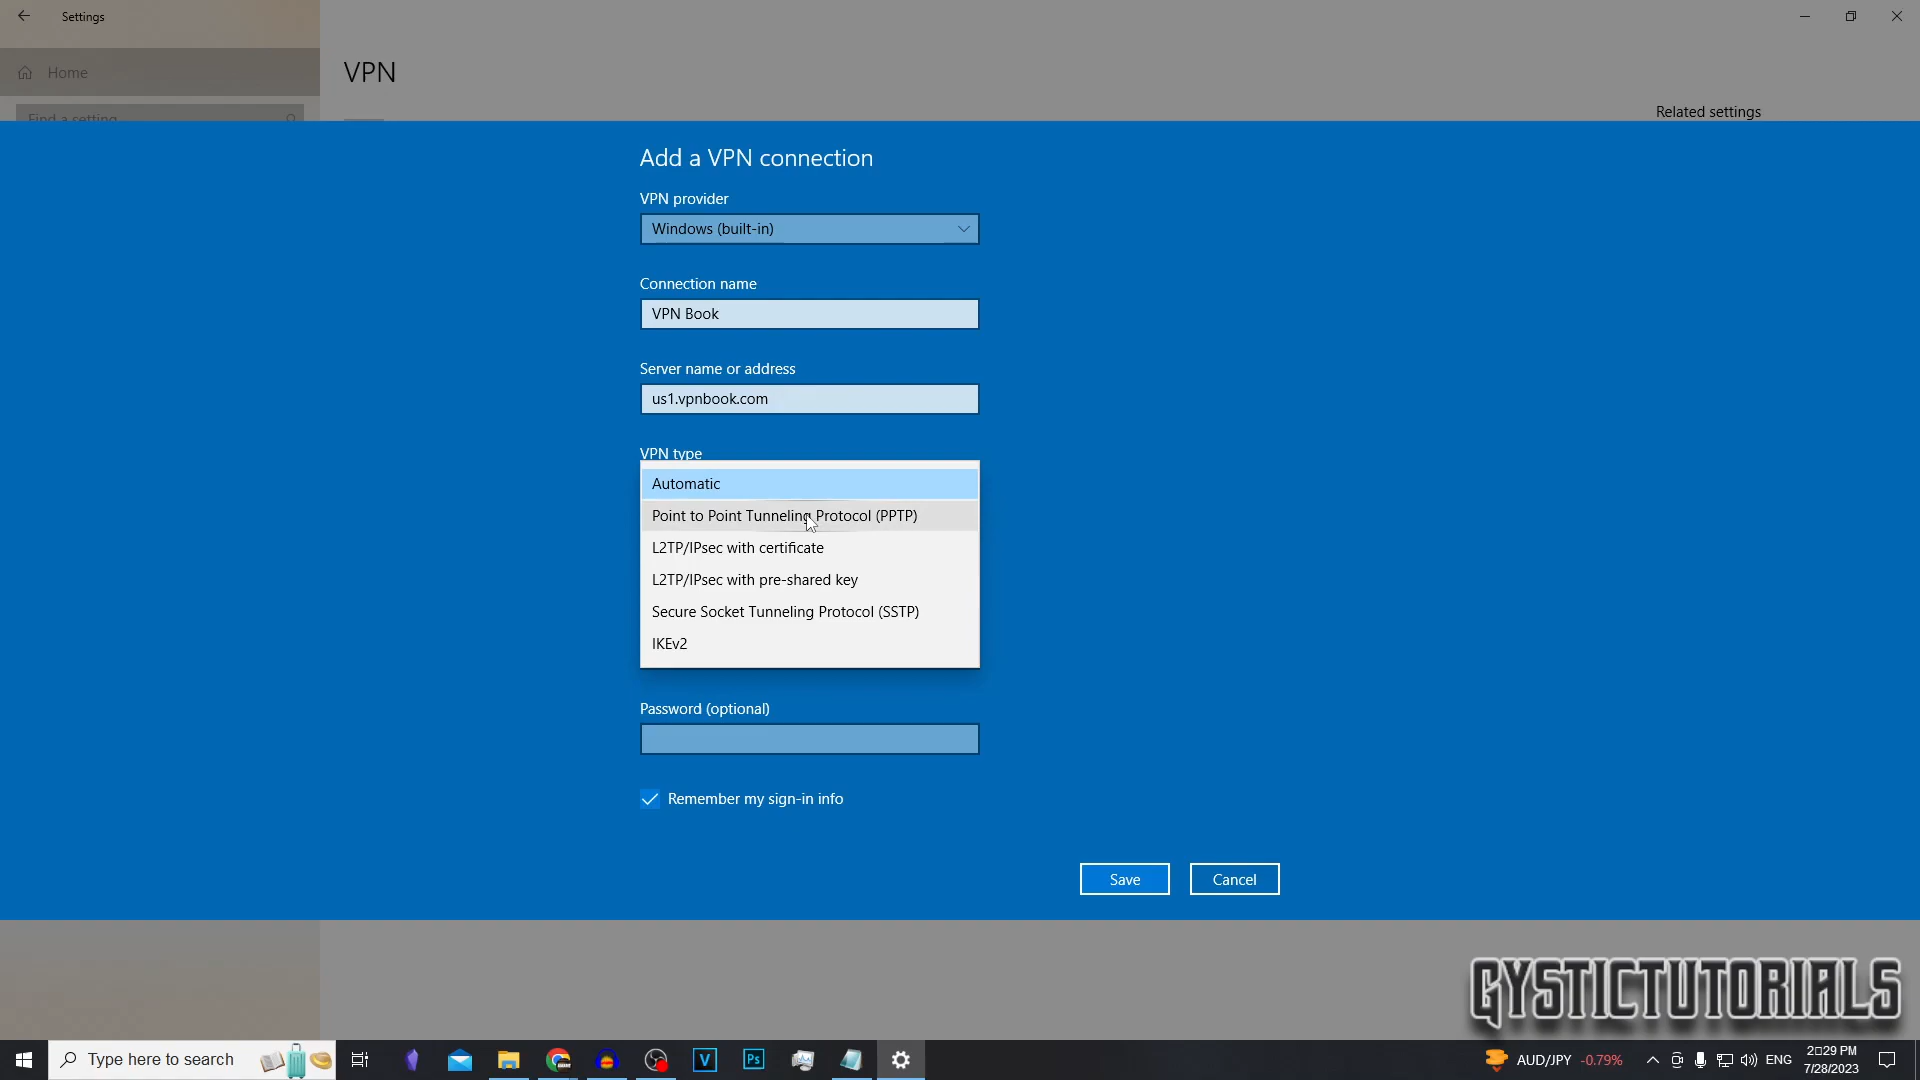 Settings
Home
VPN
Find a setting
Related settings
Add a VPN connection
VPN provider
Windows (built-in)
Connection name
VPN Book
Server name or address
us1.vpnbook.com
VPN type
Automatic
Point to Point Tunneling Protocol (PPTP)
L2TP/IPsec with certificate
L2TP/IPsec with pre-shared key
Secure Socket Tunneling Protocol (SSTP)
IKEv2
Password (optional)
Remember my sign-in info
Save
Cancel
GYSTICTUTORIALS
Type here to search
V
Ps
AUD/JPY -0.79%
ENG
2:29 PM
7/28/2023